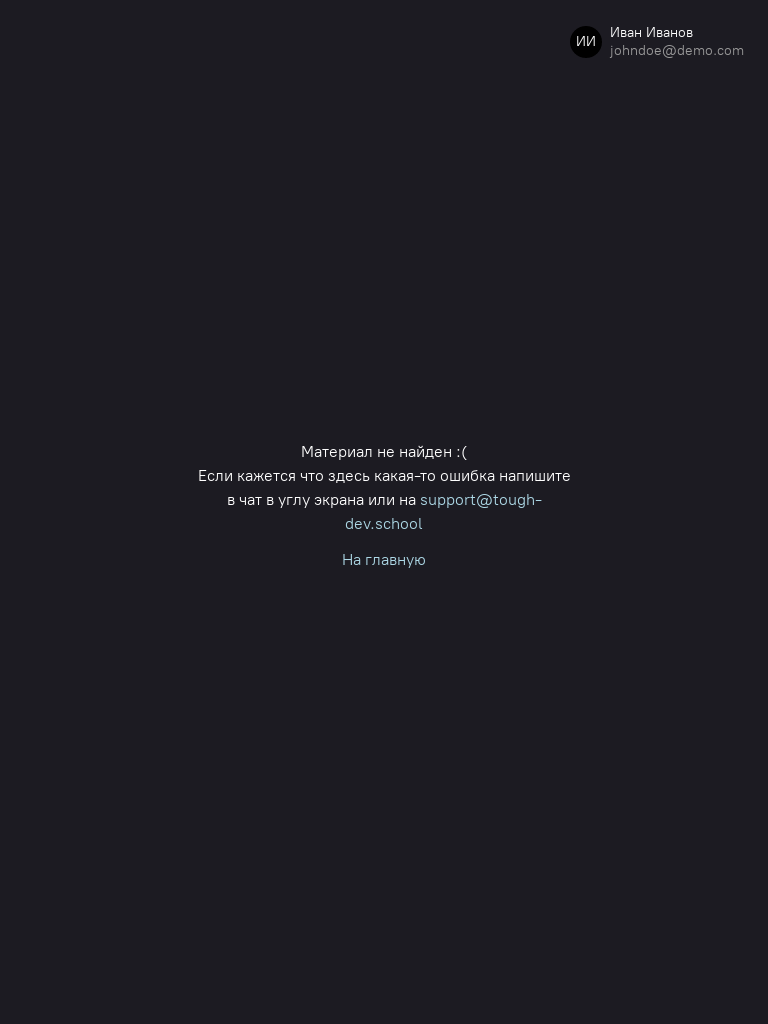 ИИ
Иван Иванов
johndoe@demo.com
Материал не найден :(
Если кажется что здесь какая-то ошибка напишите
в чат в углу экрана или на support@tough-
dev.school
На главную